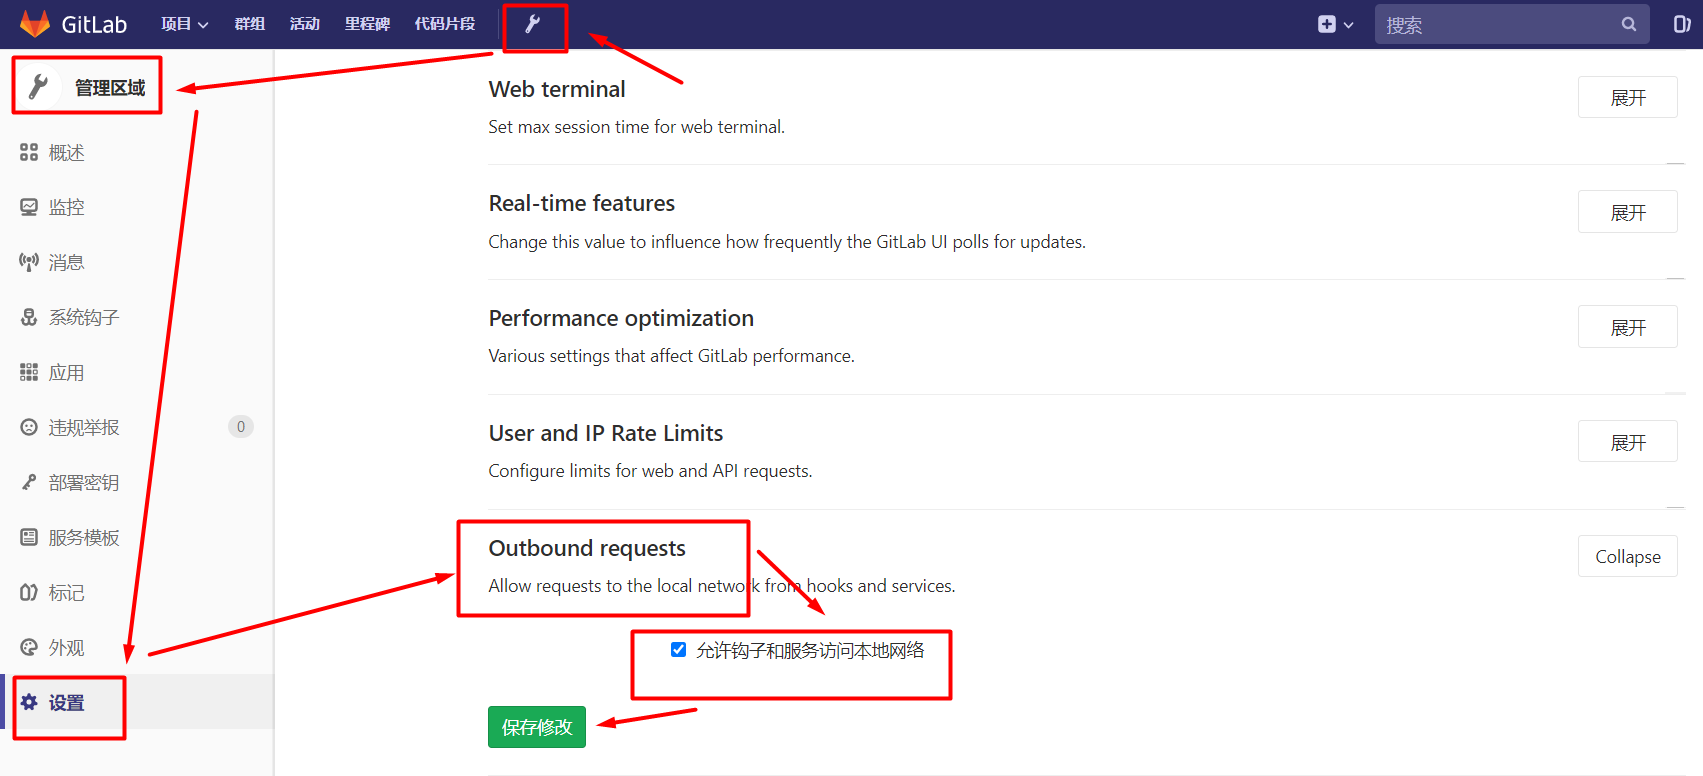 GitLab 项目 群组 活动 里程碑 代码片段 搜索
管理区域
概述
监控
消息
系统钩子
应用
违规举报 0
部署密钥
服务模板
标记
外观
设置
Web terminal
展开
Set max session time for web terminal.
Real-time features
展开
Change this value to influence how frequently the GitLab UI polls for updates.
Performance optimization
展开
Various settings that affect GitLab performance.
User and IP Rate Limits
展开
Configure limits for web and API requests.
Outbound requests
Collapse
Allow requests to the local network from hooks and services.
允许钩子和服务访问本地网络
保存修改